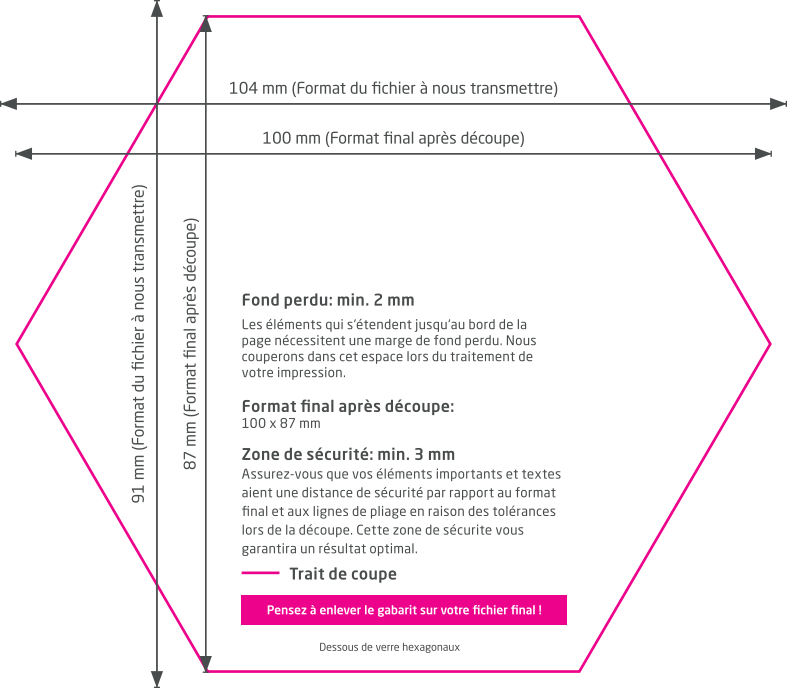 104 mm (Format du fichier à nous transmettre)
100 mm (Format final après découpe)
91 mm (Format du fichier à nous transmettre)
87 mm (Format final après découpe)
Fond perdu: min. 2 mm
Les éléments qui s'étendent jusqu'au bord de la
page nécessitent une marge de fond perdu. Nous
couperons dans cet espace lors du traitement de
votre impression.
Format final après découpe:
100 x 87 mm
Zone de sécurité: min. 3 mm
Assurez-vous que vos éléments importants et textes
aient une distance de sécurité par rapport au format
final et aux lignes de pliage en raison des tolérances
lors de la découpe. Cette zone de sécurite vous
garantira un résultat optimal.
Trait de coupe
Pensez à enlever le gabarit sur votre fichier final !
Dessous de verre hexagonaux